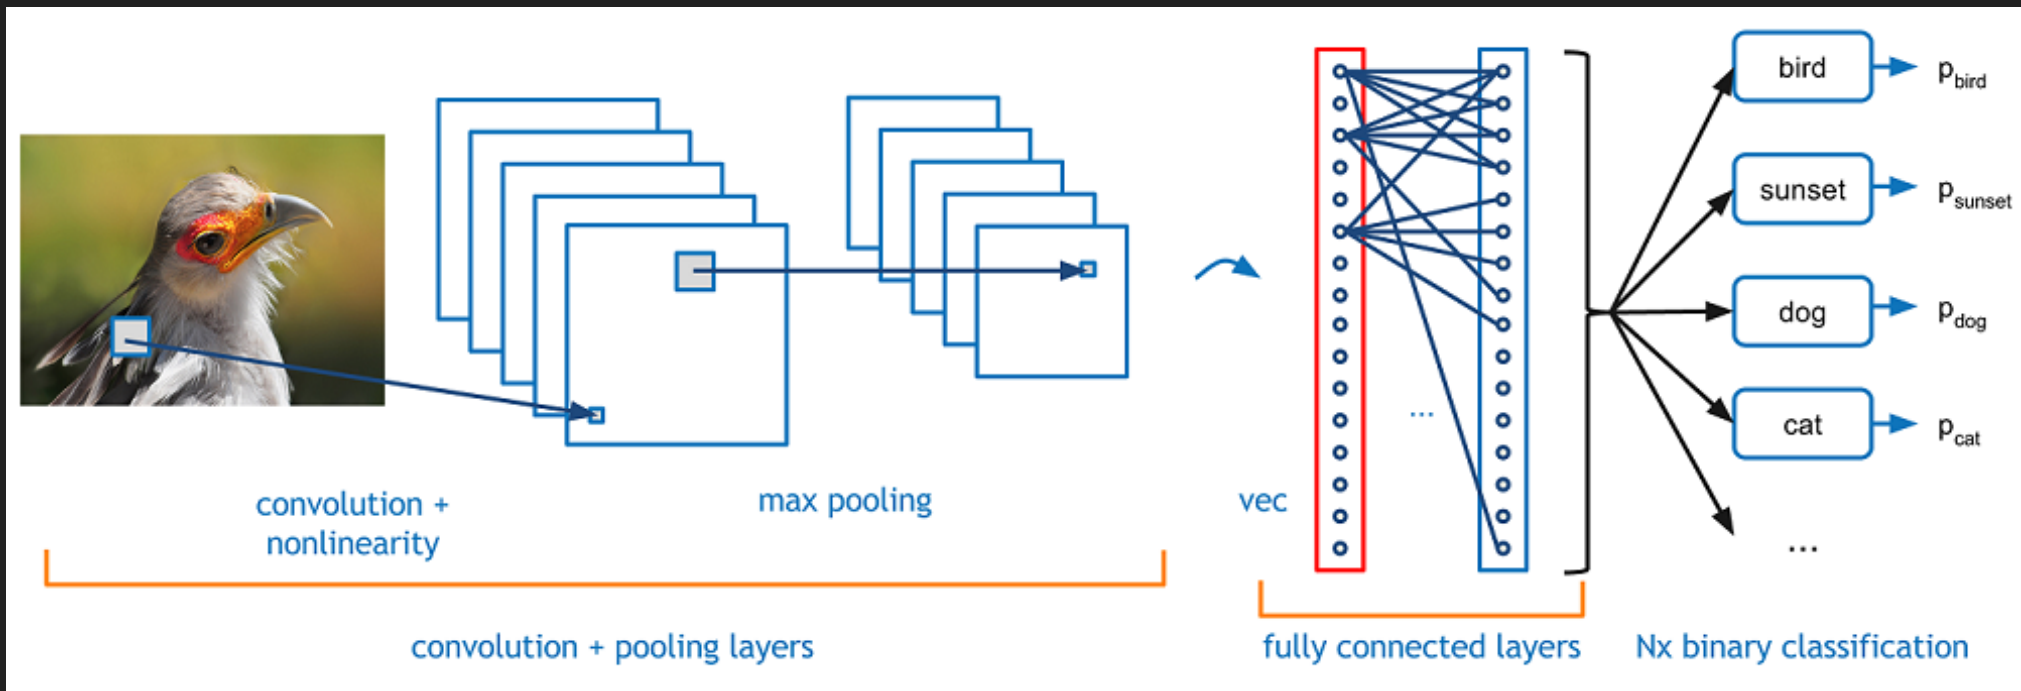 bird
p_bird
sunset
p_sunset
dog
p_dog
cat
p_cat
...
...
convolution +
nonlinearity
max pooling
vec
convolution + pooling layers
fully connected layers
Nx binary classification